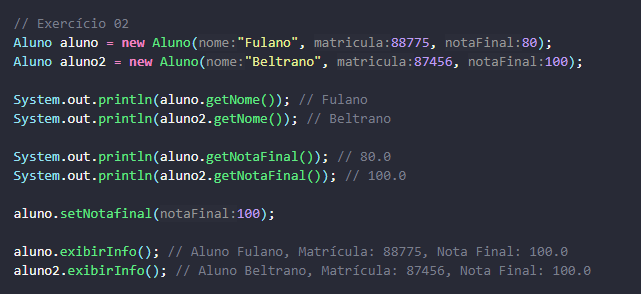 // Exercício 02
Aluno aluno = new Aluno(nome:"Fulano", matricula:88775, notaFinal:80);
Aluno aluno2 = new Aluno(nome:"Beltrano", matricula:87456, notaFinal:100);
System.out.println(aluno.getNome()); // Fulano
System.out.println(aluno2.getNome()); // Beltrano
System.out.println(aluno.getNotaFinal()); // 80.0
System.out.println(aluno2.getNotaFinal()); // 100.0
aluno.setNotafinal(notaFinal:100);
aluno.exibirInfo(); // Aluno Fulano, Matrícula: 88775, Nota Final: 100.0
aluno2.exibirInfo(); // Aluno Beltrano, Matrícula: 87456, Nota Final: 100.0